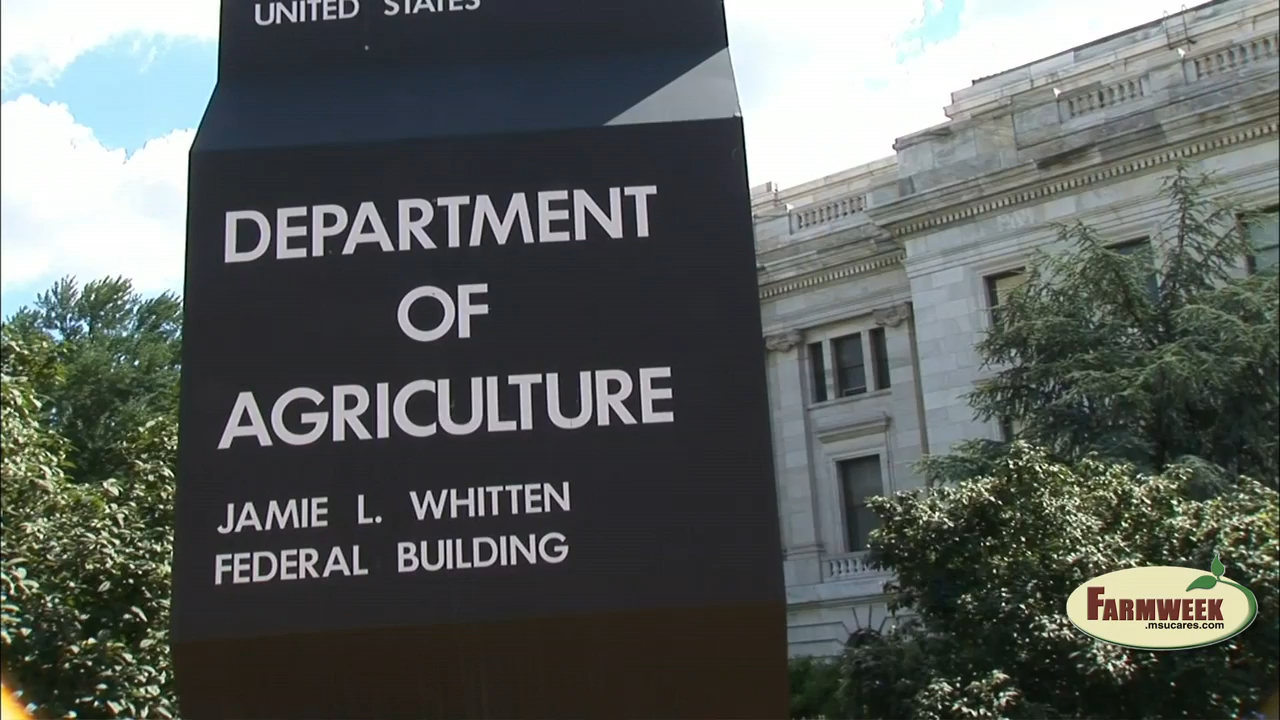 UNITED STATES
DEPARTMENT
OF
AGRICULTURE
JAMIE L. WHITTEN
FEDERAL BUILDING
FARMWEEK
.msucares.com